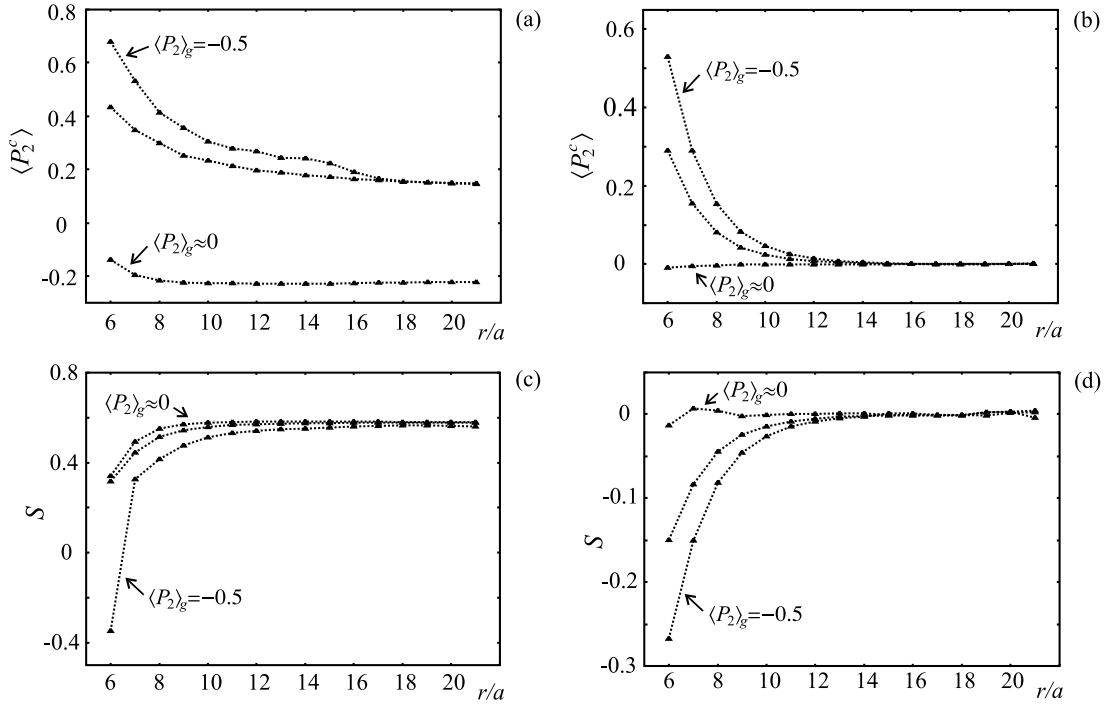 (a)
0.8
0.6
0.4
0.2
0
-0.2
⟨P₂ᶜ⟩
⟨P₂⟩g=−0.5
⟨P₂⟩g≈0
6 8 10 12 14 16 18 20 r/a
(b)
0.6
0.4
0.2
0
⟨P₂ᶜ⟩
⟨P₂⟩g=−0.5
⟨P₂⟩g≈0
6 8 10 12 14 16 18 20 r/a
(c)
0.8
0.4
0
-0.4
S
⟨P₂⟩g≈0
⟨P₂⟩g=−0.5
6 8 10 12 14 16 18 20 r/a
(d)
0
-0.1
-0.2
-0.3
S
⟨P₂⟩g≈0
⟨P₂⟩g=−0.5
6 8 10 12 14 16 18 20 r/a